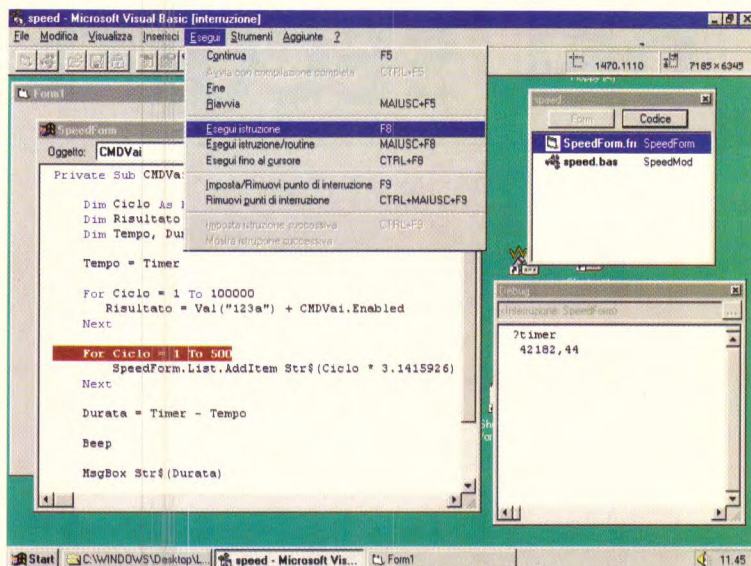 speed - Microsoft Visual Basic [interruzione]
File Modifica Visualizza Inserisci Esegui Strumenti Aggiunte ?
1470,1110 7185 x 6345
Continua F5
Avvia con compilazione completa CTRL+F5
Fine
Riavvia MAIUSC+F5
Esegui istruzione F8
Esegui istruzione/routine MAIUSC+F8
Esegui fino al cursore CTRL+F8
Imposta/Rimuovi punto di interruzione F9
Rimuovi punti di interruzione CTRL+MAIUSC+F9
Imposta istruzione successiva CTRL+F9
Mostra istruzione successiva
Form1
SpeedForm
Oggetto: CMDVai
Private Sub CMDVai
Dim Ciclo As
Dim Risultato
Dim Tempo, Dur
Tempo = Timer
For Ciclo = 1 To 100000
Risultato = Val("123a") + CMDVai.Enabled
Next
For Ciclo = 1 To 500
SpeedForm.List.AddItem Str$(Ciclo * 3.1415926)
Next
Durata = Timer - Tempo
Beep
MsgBox Str$(Durata)
speed
Form Codice
SpeedForm.frm SpeedForm
speed.bas SpeedMod
Debug
<Interruzione: SpeedForm>
?timer
42182,44
Start C:\WINDOWS\Desktop\L... speed - Microsoft Vis... Form1 11.45